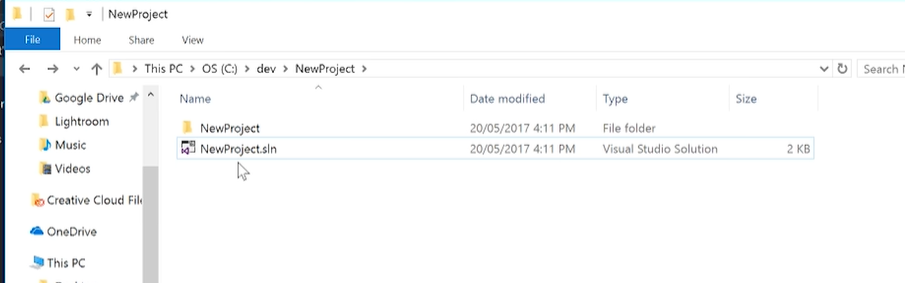 NewProject
File Home Share View
This PC OS (C:) dev NewProject Search N
Google Drive Name Date modified Type Size
Lightroom NewProject 20/05/2017 4:11 PM File folder
Music NewProject.sln 20/05/2017 4:11 PM Visual Studio Solution 2 KB
Videos
Creative Cloud File
OneDrive
This PC